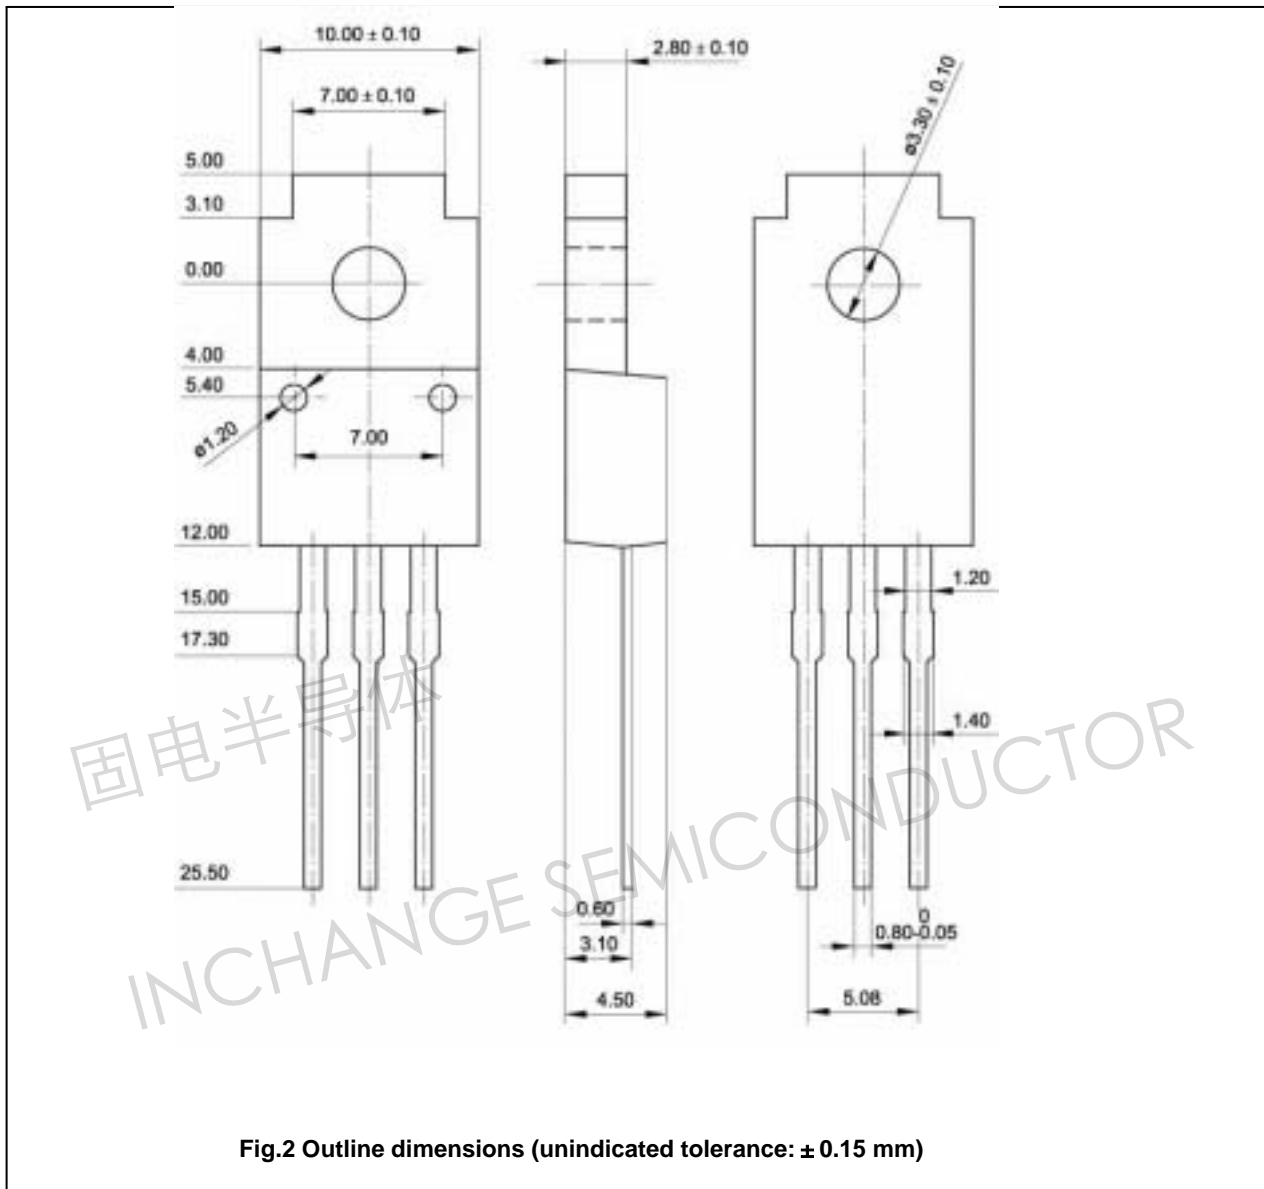 10.00 ± 0.10
2.80 ± 0.10
7.00 ± 0.10
ø3.30 ± 0.10
5.00
3.10
0.00
4.00
5.40
ø1.20
7.00
12.00
15.00
1.20
17.30
1.40
固电半导体
INCHANGE SEMICONDUCTOR
25.50
0.60
0
0.80-0.05
3.10
4.50
5.08
Fig.2 Outline dimensions (unindicated tolerance: ± 0.15 mm)